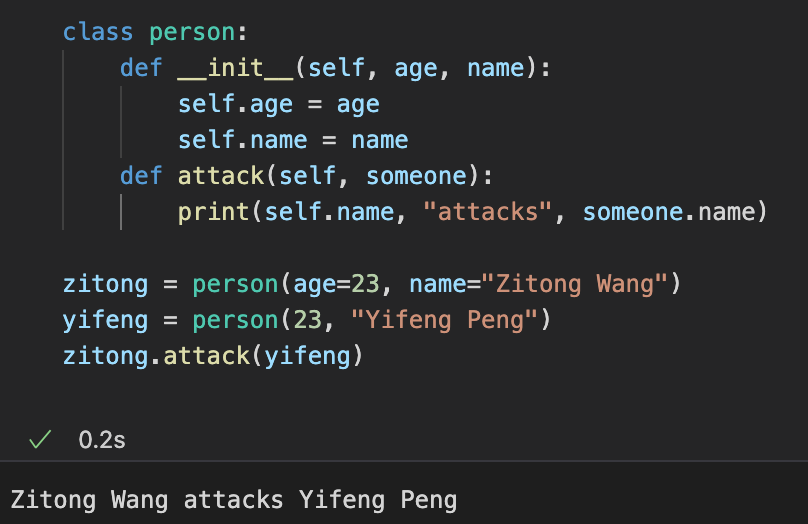 class person:
    def __init__(self, age, name):
        self.age = age
        self.name = name
    def attack(self, someone):
        print(self.name, "attacks", someone.name)
zitong = person(age=23, name="Zitong Wang")
yifeng = person(23, "Yifeng Peng")
zitong.attack(yifeng)
0.2s
Zitong Wang attacks Yifeng Peng